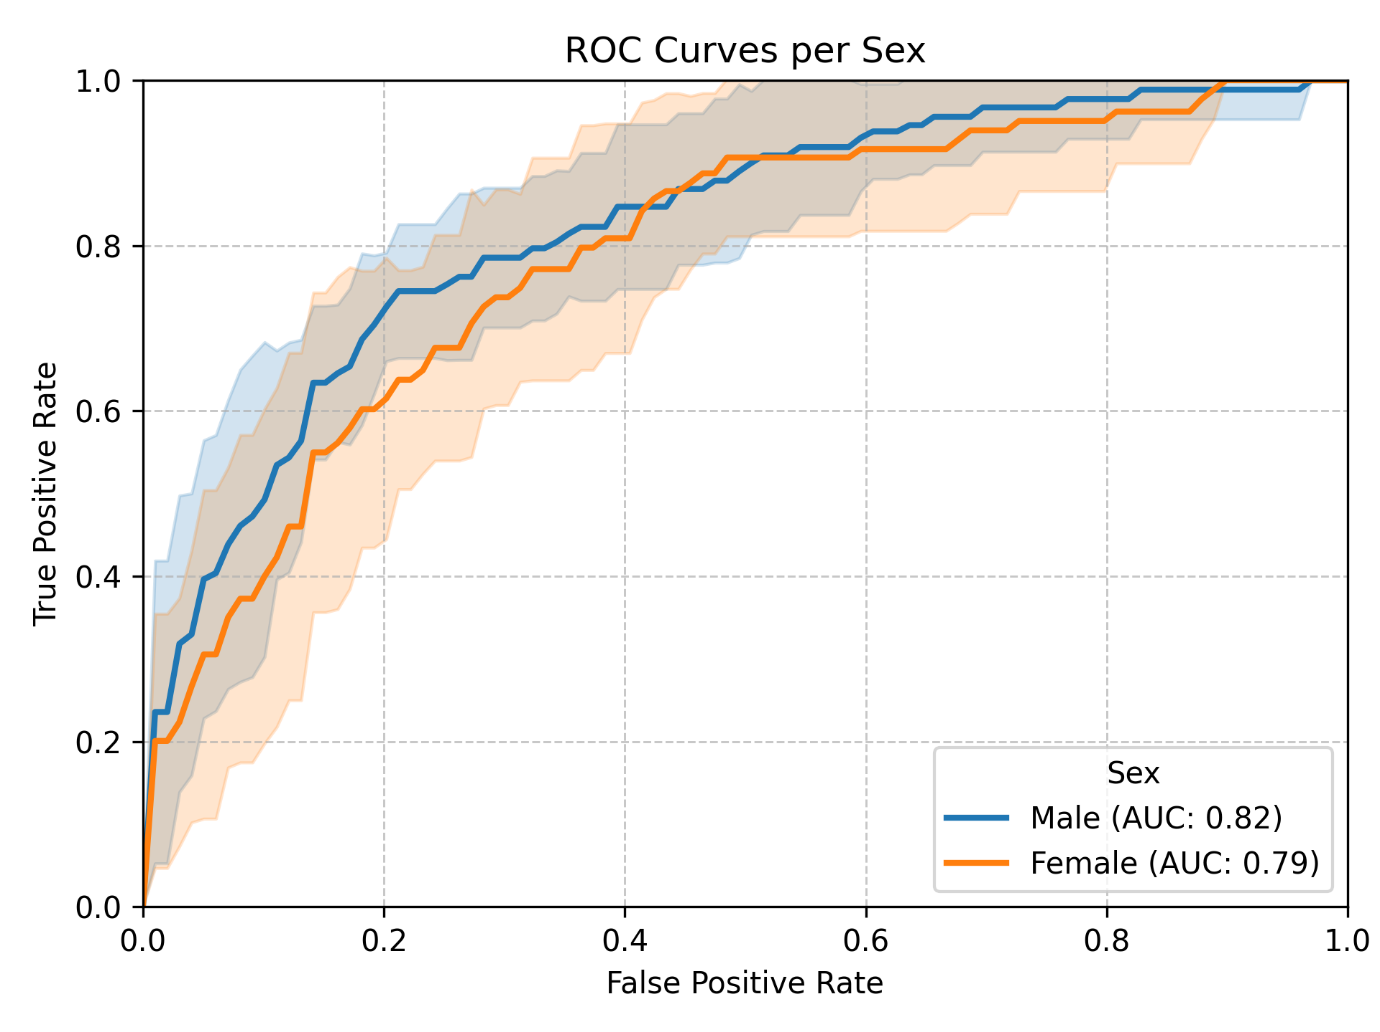 ROC Curves per Sex
1.0
0.8
0.6
0.4
0.2
0.0
True Positive Rate
Sex
Male (AUC: 0.82)
Female (AUC: 0.79)
0.0 0.2 0.4 0.6 0.8 1.0
False Positive Rate